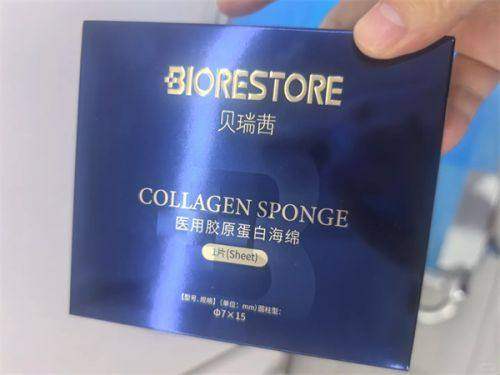 BIORESTORE
贝瑞茜
COLLAGEN SPONGE
医用胶原蛋白海绵
1片(Sheet)
【型号、规格】(单位:mm)圆柱型:
Φ7×15